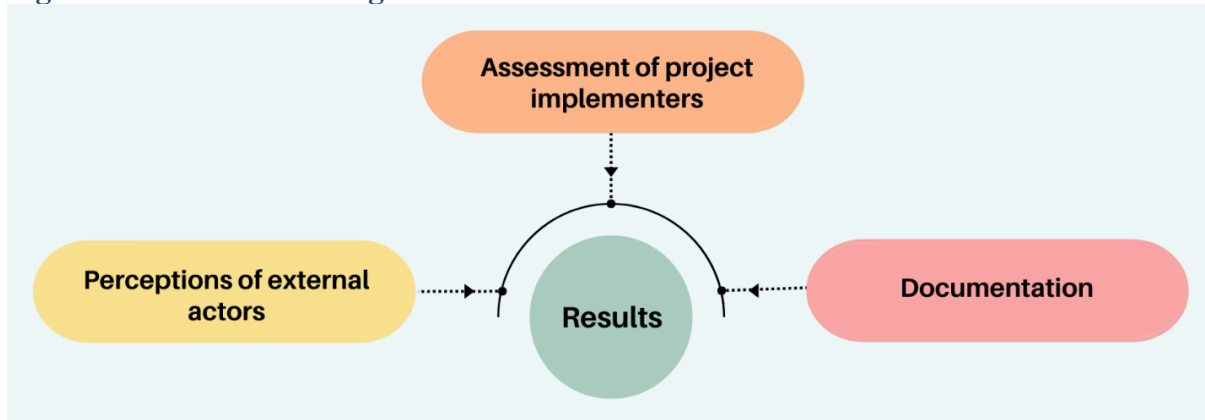 Assessment of project
implementers
Perceptions of external
actors
Results
Documentation